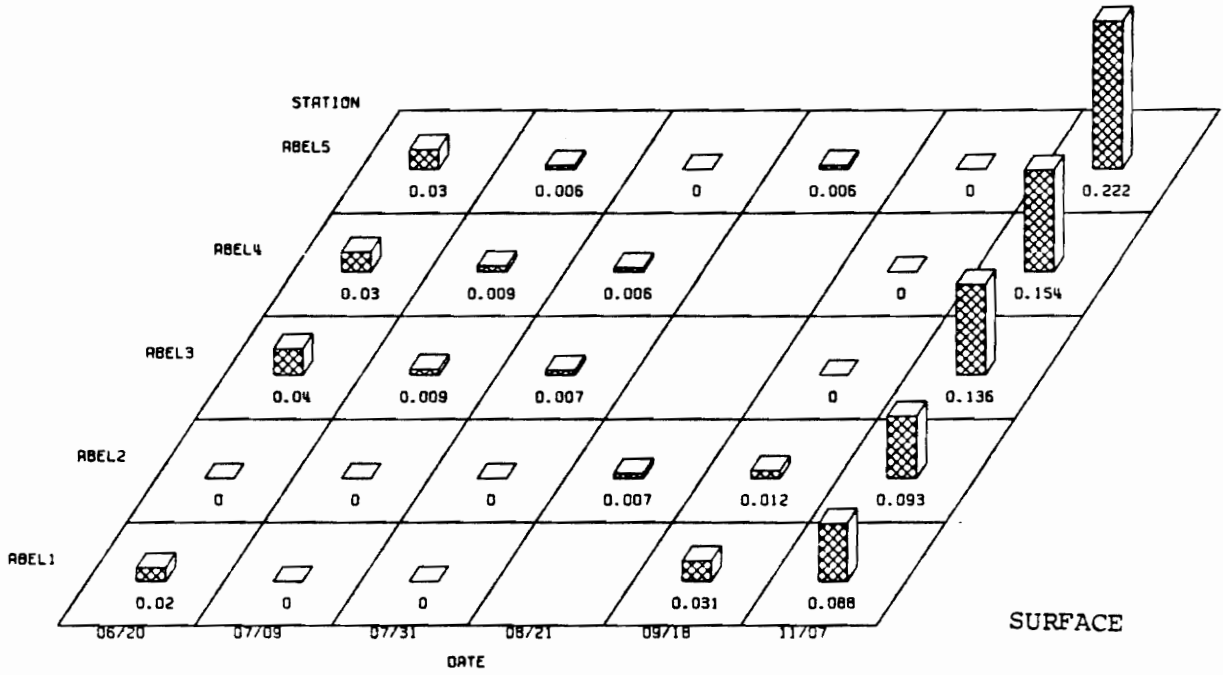 STATION
ABEL5
0.03 0.006 0 0.006 0 0.222
ABEL4
0.03 0.009 0.006 0 0.154
ABEL3
0.04 0.009 0.007 0 0.136
ABEL2
0 0 0 0.007 0.012 0.093
ABEL1
0.02 0 0 0.031 0.088
06/20 07/09 07/31 08/21 09/18 11/07
SURFACE
DATE